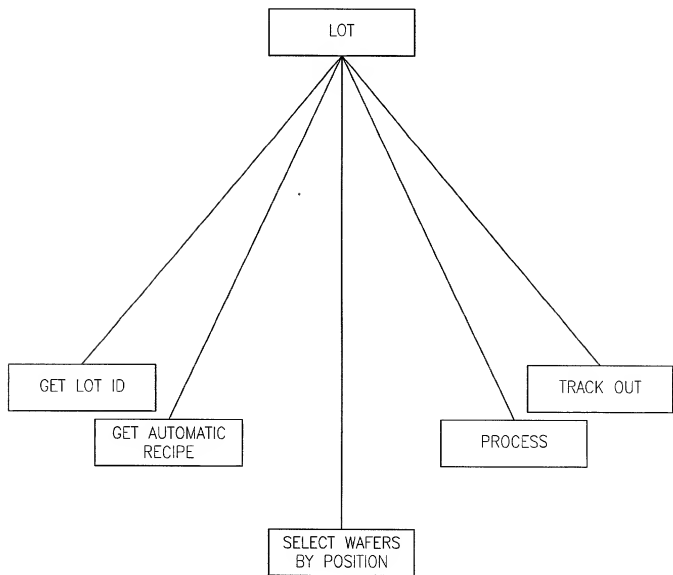 LOT
GET LOT ID
GET AUTOMATIC
RECIPE
SELECT WAFERS
BY POSITION
PROCESS
TRACK OUT